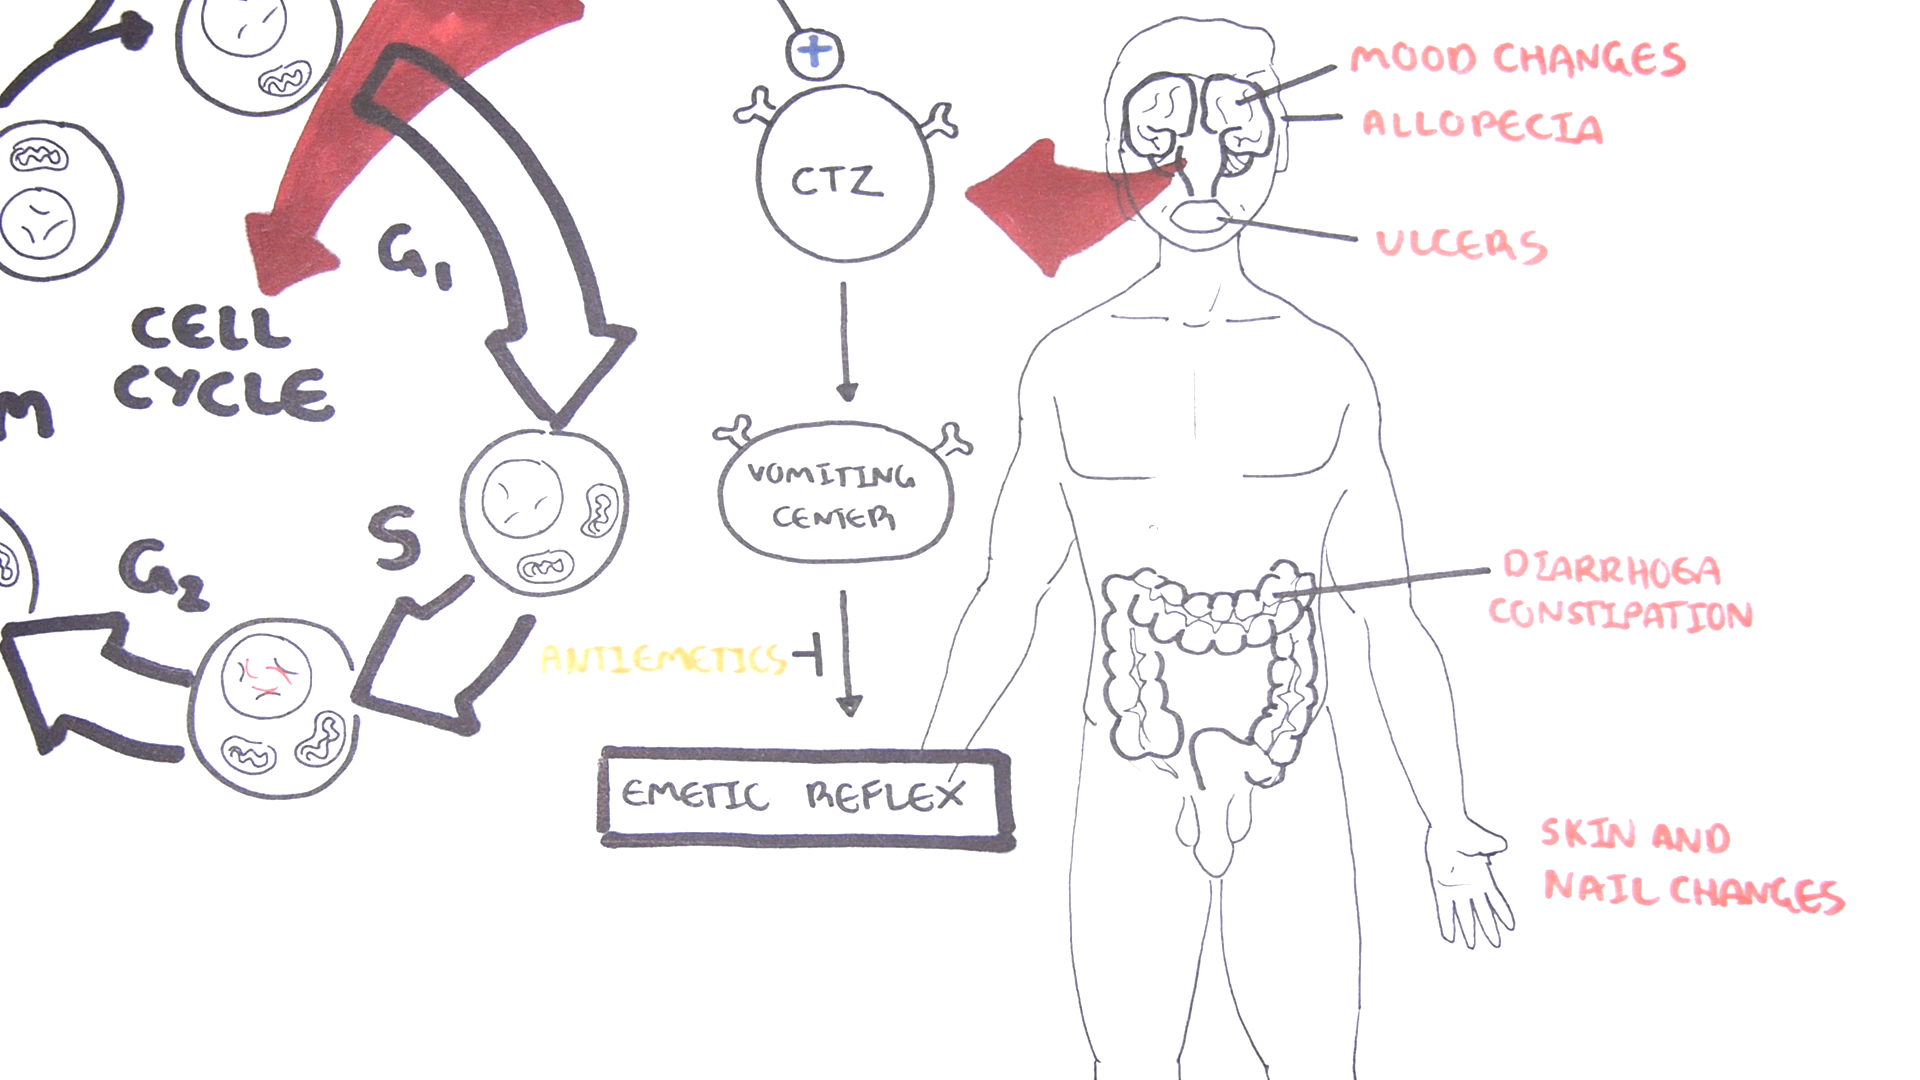 CELL
CYCLE
G1
S
G2
M
+
CTZ
VOMITING
CENTER
ANTIEMETICS
EMETIC REFLEX
MOOD CHANGES
ALLOPECIA
ULCERS
DIARRHOEA
CONSTIPATION
SKIN AND
NAIL CHANGES